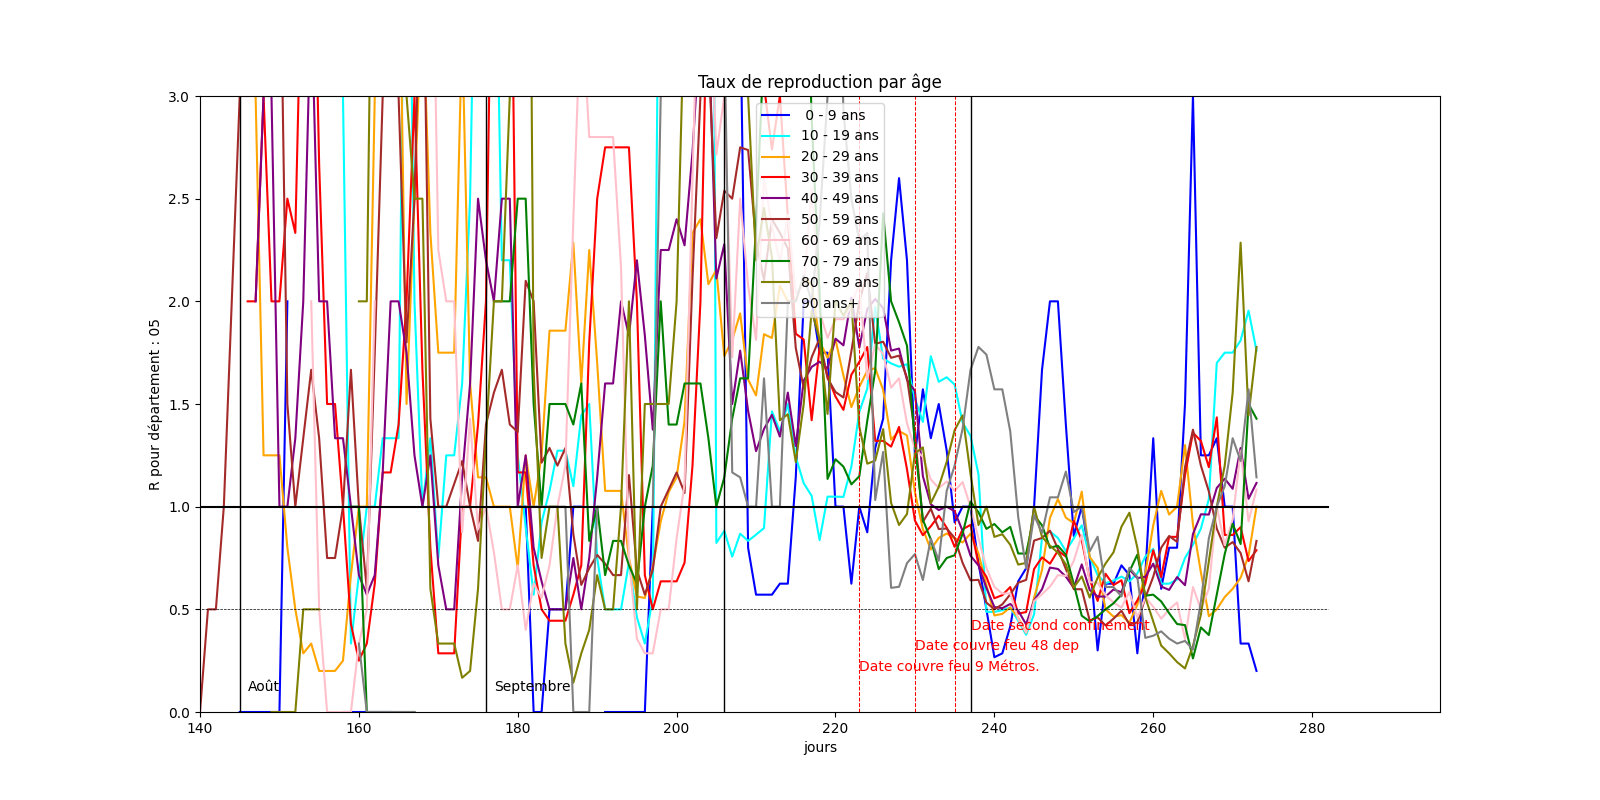 Taux de reproduction par âge
R pour département : 05
3.0
2.5
2.0
1.5
1.0
0.5
0.0
0 - 9 ans
10 - 19 ans
20 - 29 ans
30 - 39 ans
40 - 49 ans
50 - 59 ans
60 - 69 ans
70 - 79 ans
80 - 89 ans
90 ans+
Date second confinement
Date couvre feu 48 dep
Date couvre feu 9 Métros.
Août
Septembre
140 160 180 200 220 240 260 280
jours